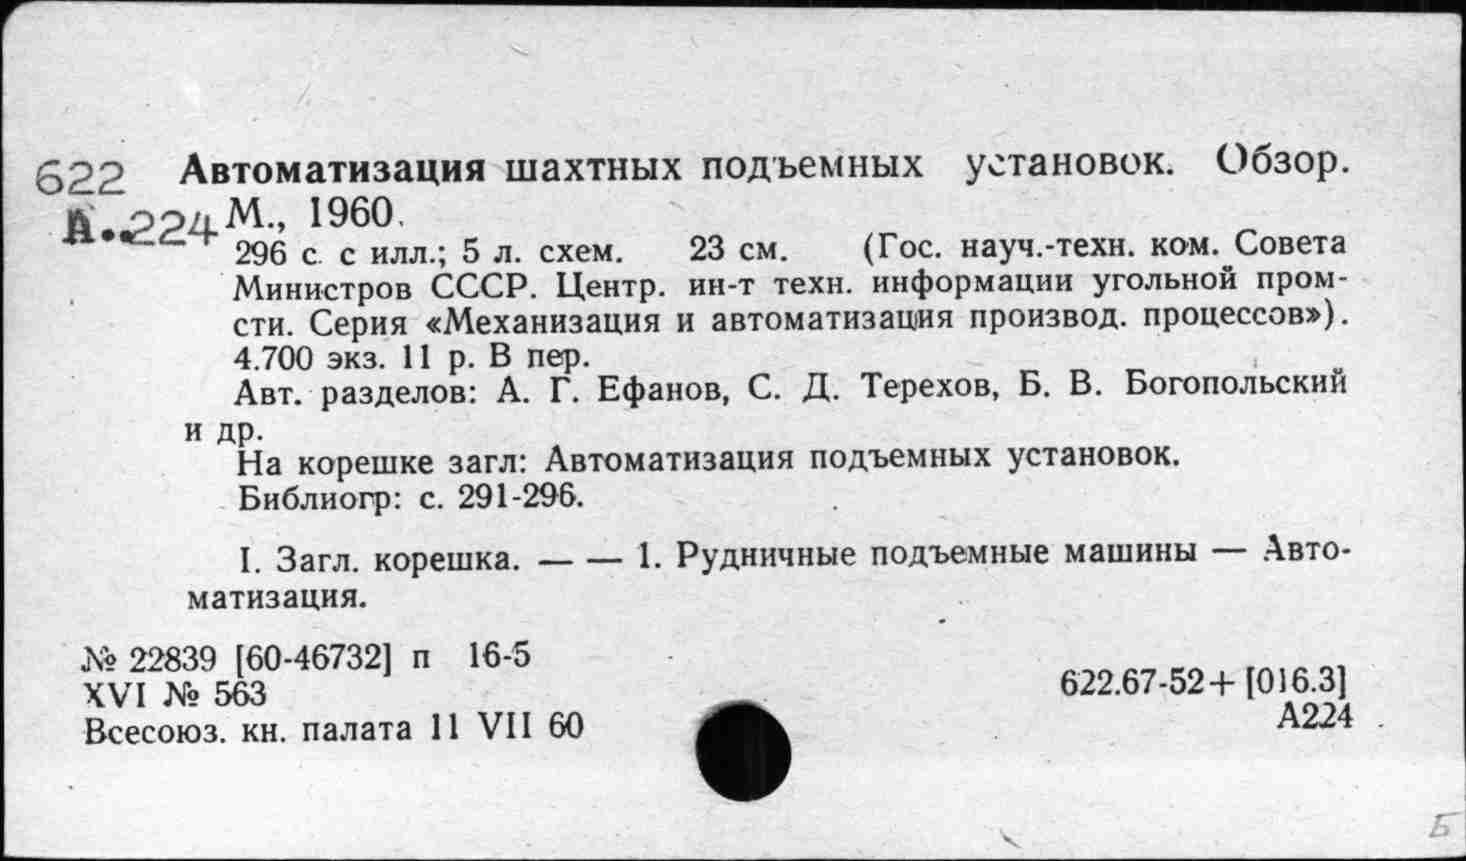 622 Автоматизация шахтных подъемных установок. Обзор.
А.224 М., 1960.
296 с. с илл.; 5 л. схем. 23 см. (Гос. науч.-техн. ком. Совета
Министров СССР. Центр. ин-т техн. информации угольной пром-
сти. Серия «Механизация и автоматизация производ. процессов»).
4.700 экз. 11 р. В пер.
Авт. разделов: А. Г. Ефанов, С. Д. Терехов, Б. В. Богопольский
и др.
На корешке загл: Автоматизация подъемных установок.
Библиогр: с. 291-296.
I. Загл. корешка. — — 1. Рудничные подъемные машины — Авто-
матизация.
№ 22839 [60-46732] п 16-5
XVI № 563
Всесоюз. кн. палата 11 VII 60
622.67-52+[016.3]
А224
Б